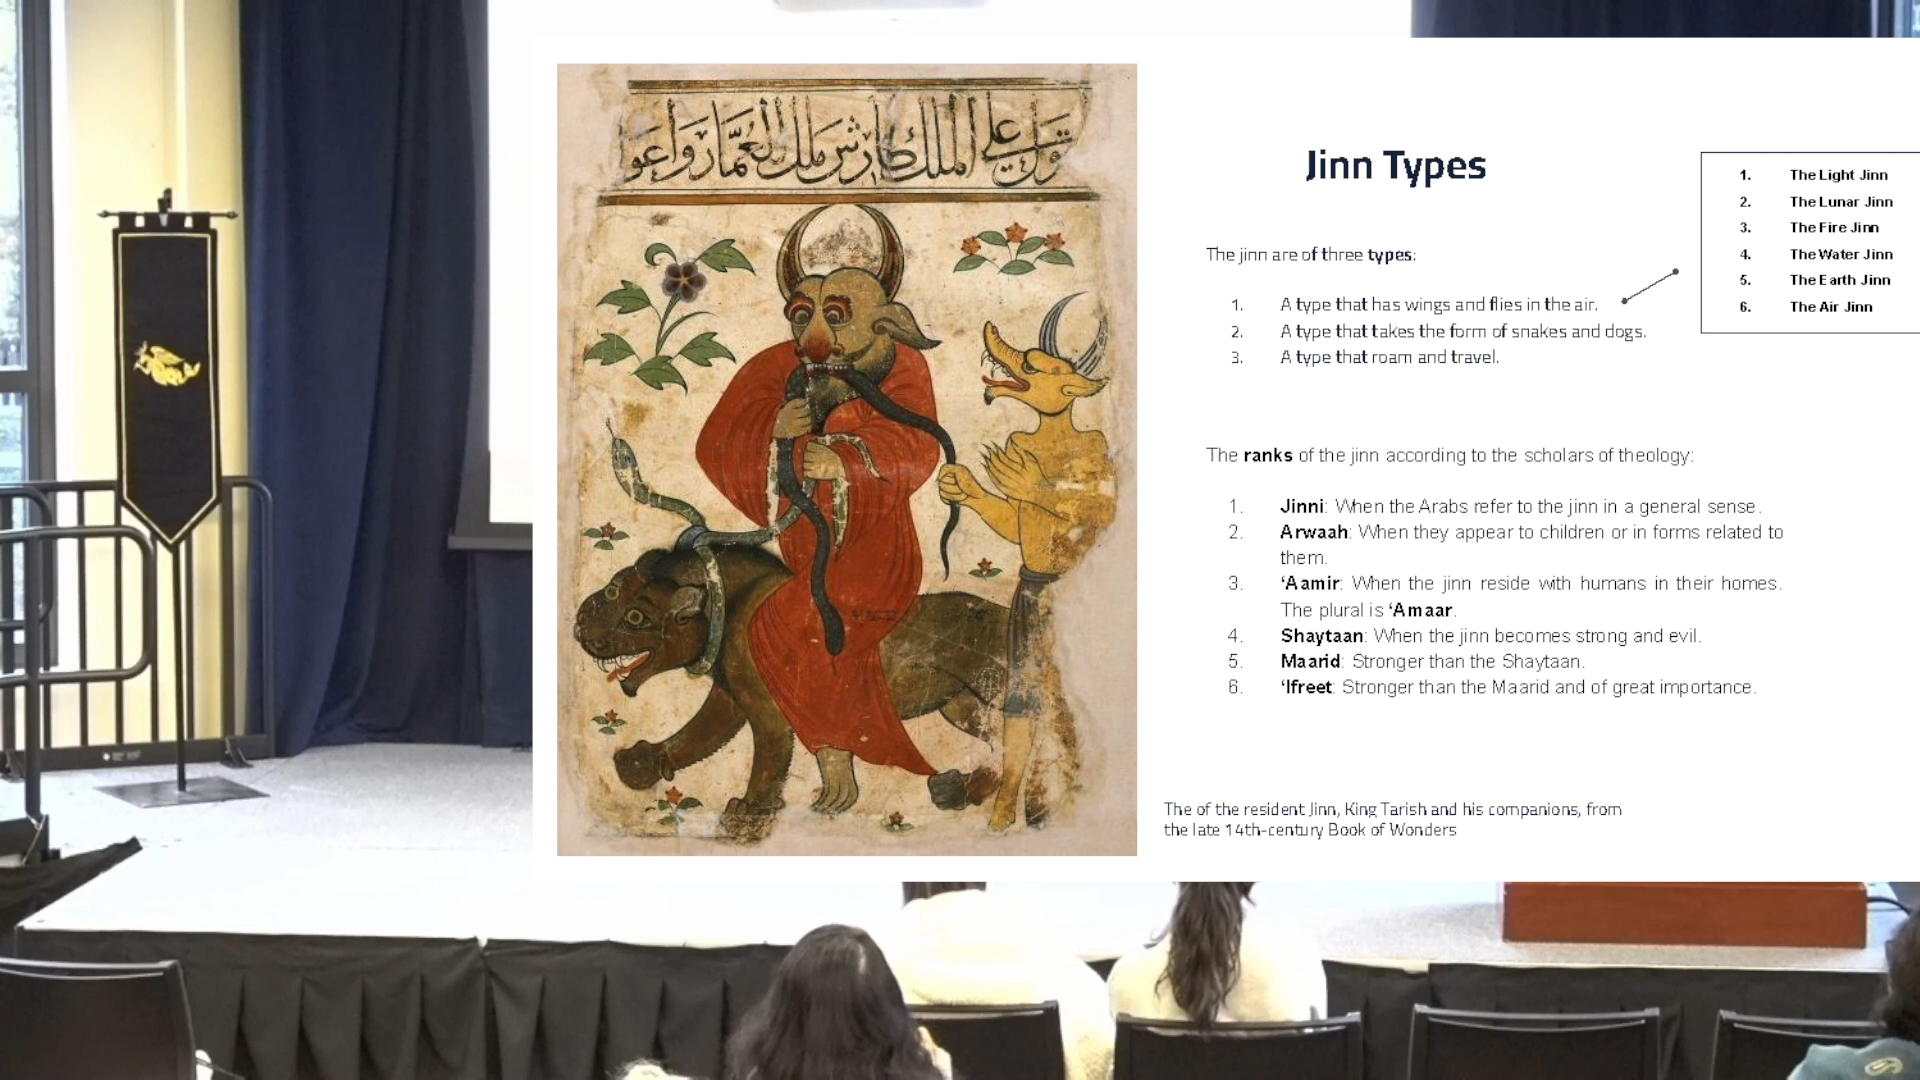 قول علي الملك طارش ملك العمار واعو
Jinn Types
The jinn are of three types:
1. A type that has wings and flies in the air.
2. A type that takes the form of snakes and dogs.
3. A type that roam and travel.
1. The Light Jinn
2. The Lunar Jinn
3. The Fire Jinn
4. The Water Jinn
5. The Earth Jinn
6. The Air Jinn
The ranks of the jinn according to the scholars of theology:
1. Jinni: When the Arabs refer to the jinn in a general sense.
2. Arwaah: When they appear to children or in forms related to
them.
3. ‘Aamir: When the jinn reside with humans in their homes.
The plural is ‘Amaar.
4. Shaytaan: When the jinn becomes strong and evil.
5. Maarid: Stronger than the Shaytaan.
6. ‘Ifreet: Stronger than the Maarid and of great importance.
The of the resident Jinn, King Tarish and his companions, from
the late 14th-century Book of Wonders